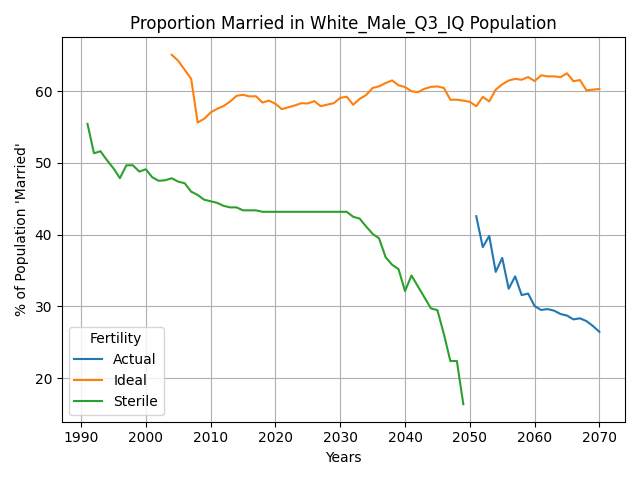 Proportion Married in White_Male_Q3_IQ Population
% of Population 'Married'
60
50
40
30
20
Fertility
Actual
Ideal
Sterile
1990 2000 2010 2020 2030 2040 2050 2060 2070
Years